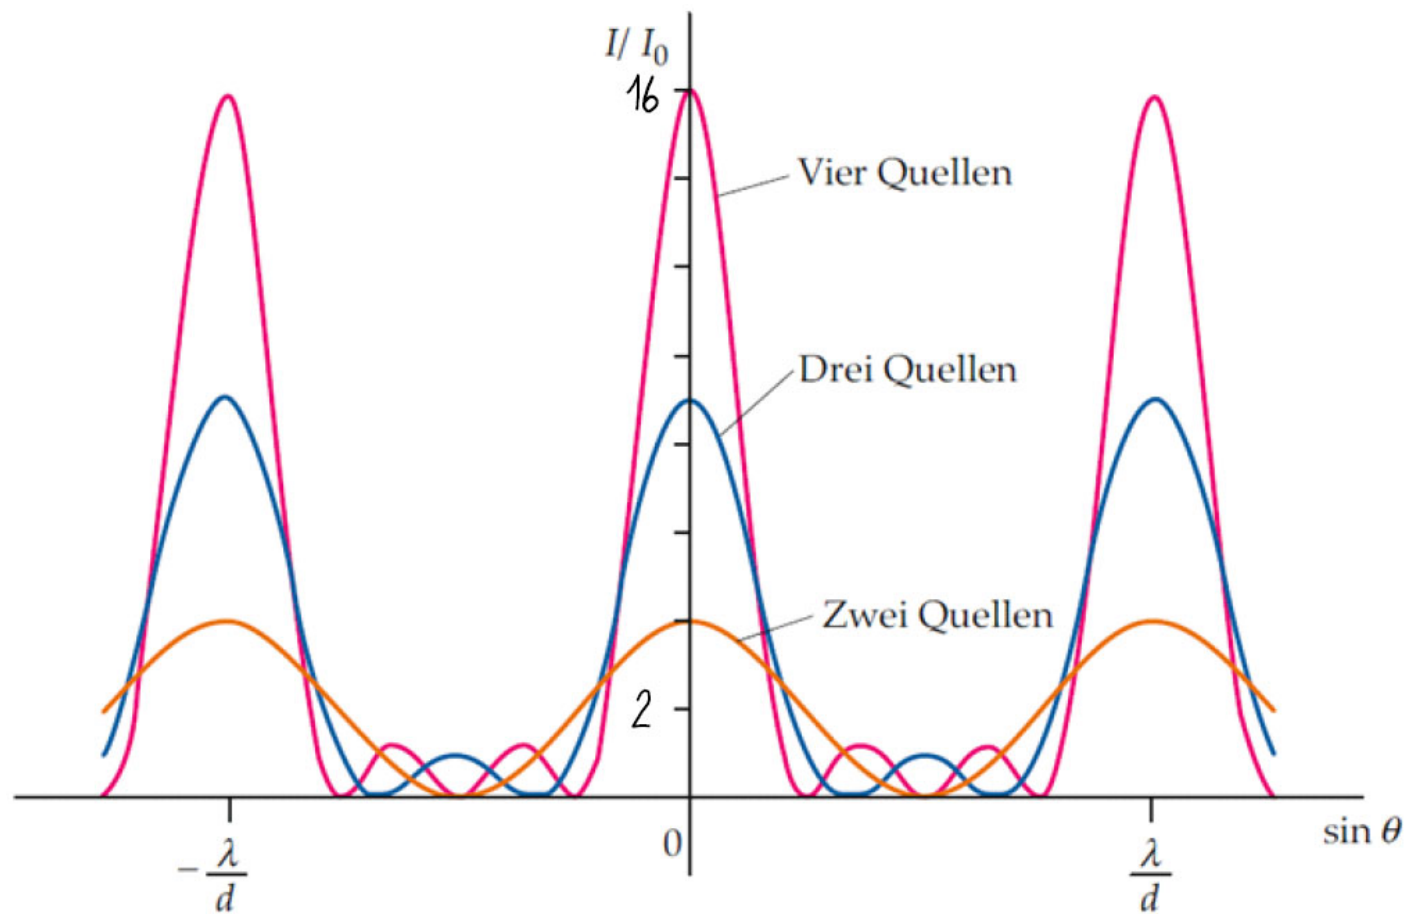 I/ I₀
16
Vier Quellen
Drei Quellen
Zwei Quellen
2
0
sin θ
−λ/d
λ/d